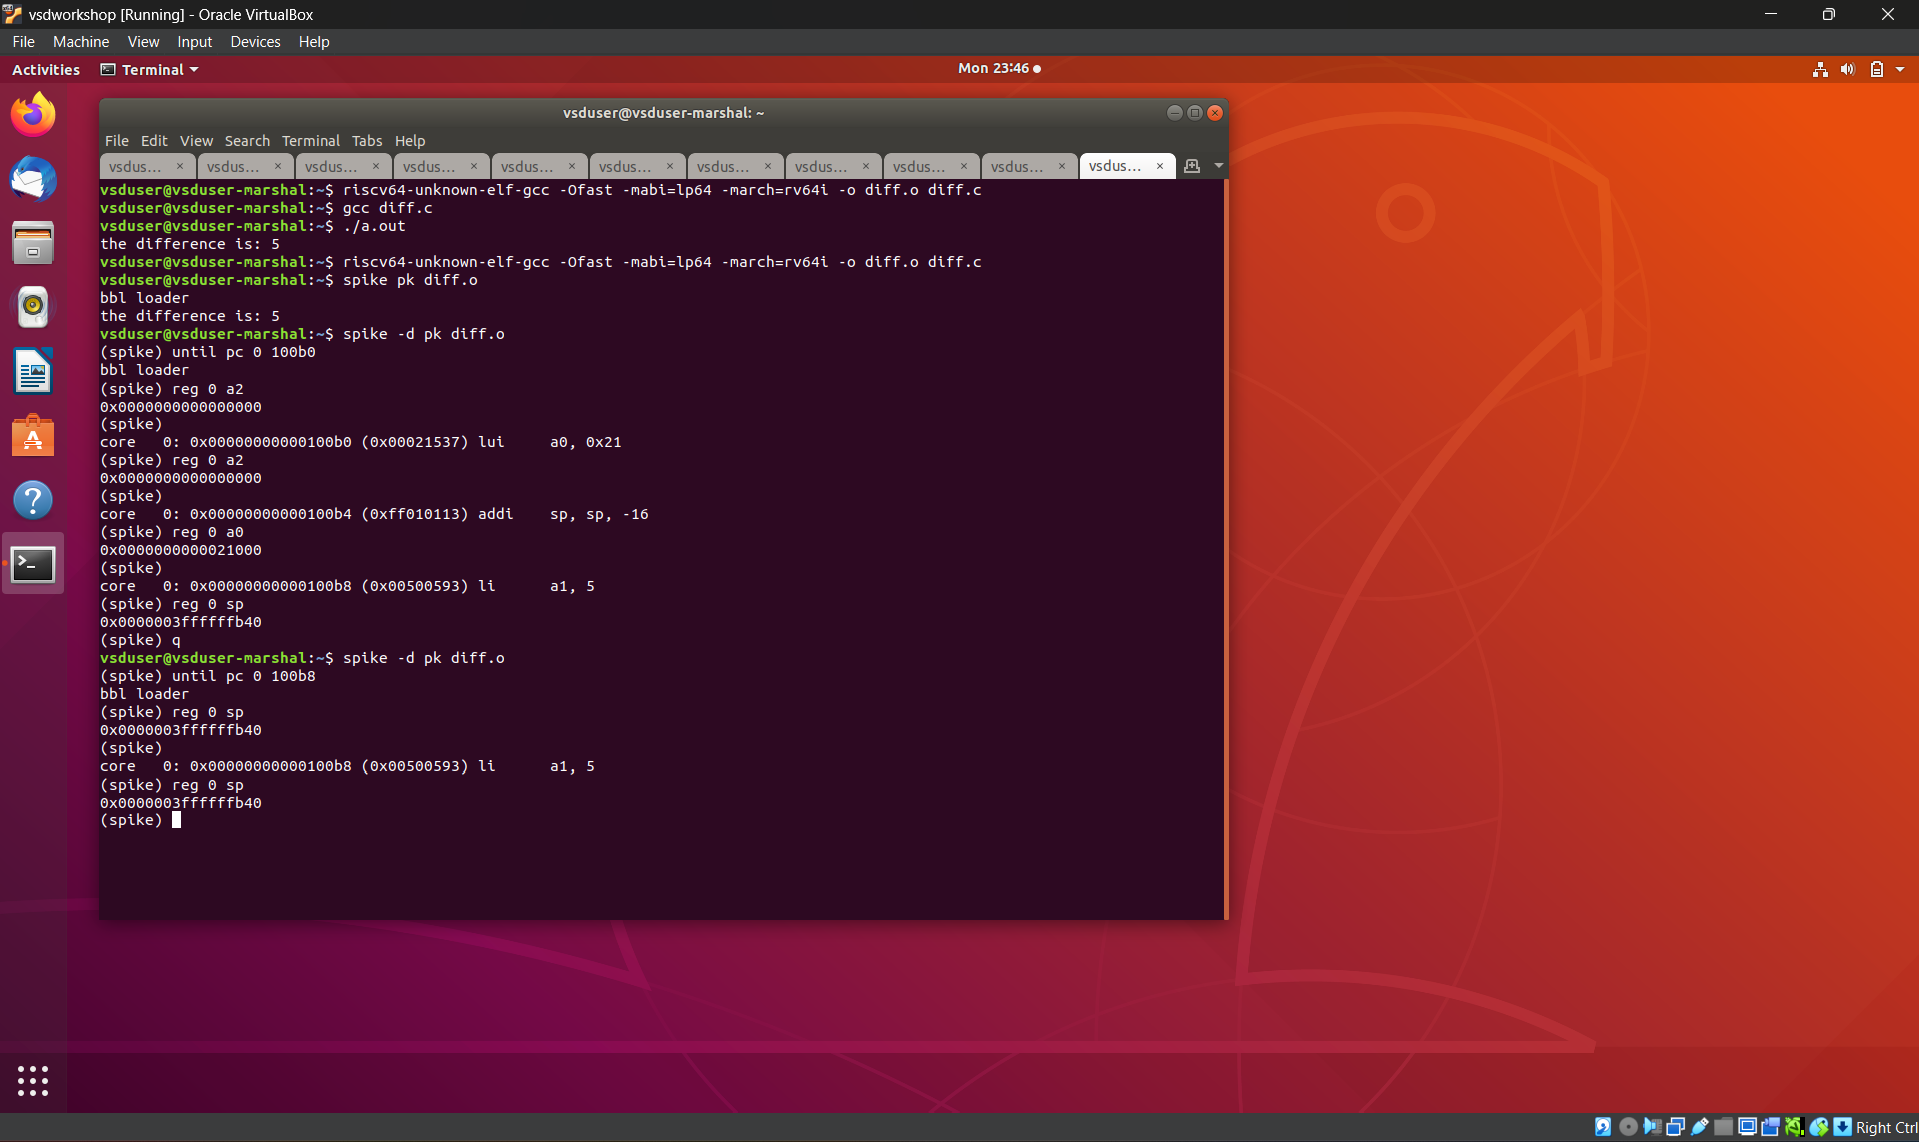 vsdworkshop [Running] - Oracle VirtualBox
File Machine View Input Devices Help
Activities Terminal Mon 23:46
vsduser@vsduser-marshal: ~
File Edit View Search Terminal Tabs Help
vsdus... × vsdus... × vsdus... × vsdus... × vsdus... × vsdus... × vsdus... × vsdus... × vsdus... × vsdus... × vsdus... ×
vsduser@vsduser-marshal:~$ riscv64-unknown-elf-gcc -Ofast -mabi=lp64 -march=rv64i -o diff.o diff.c
vsduser@vsduser-marshal:~$ gcc diff.c
vsduser@vsduser-marshal:~$ ./a.out
the difference is: 5
vsduser@vsduser-marshal:~$ riscv64-unknown-elf-gcc -Ofast -mabi=lp64 -march=rv64i -o diff.o diff.c
vsduser@vsduser-marshal:~$ spike pk diff.o
bbl loader
the difference is: 5
vsduser@vsduser-marshal:~$ spike -d pk diff.o
(spike) until pc 0 100b0
bbl loader
(spike) reg 0 a2
0x0000000000000000
(spike)
core   0: 0x00000000000100b0 (0x00021537) lui     a0, 0x21
(spike) reg 0 a2
0x0000000000000000
(spike)
core   0: 0x00000000000100b4 (0xff010113) addi    sp, sp, -16
(spike) reg 0 a0
0x0000000000021000
(spike)
core   0: 0x00000000000100b8 (0x00500593) li      a1, 5
(spike) reg 0 sp
0x0000003ffffffb40
(spike) q
vsduser@vsduser-marshal:~$ spike -d pk diff.o
(spike) until pc 0 100b8
bbl loader
(spike) reg 0 sp
0x0000003ffffffb40
(spike)
core   0: 0x00000000000100b8 (0x00500593) li      a1, 5
(spike) reg 0 sp
0x0000003ffffffb40
(spike)
Right Ctrl